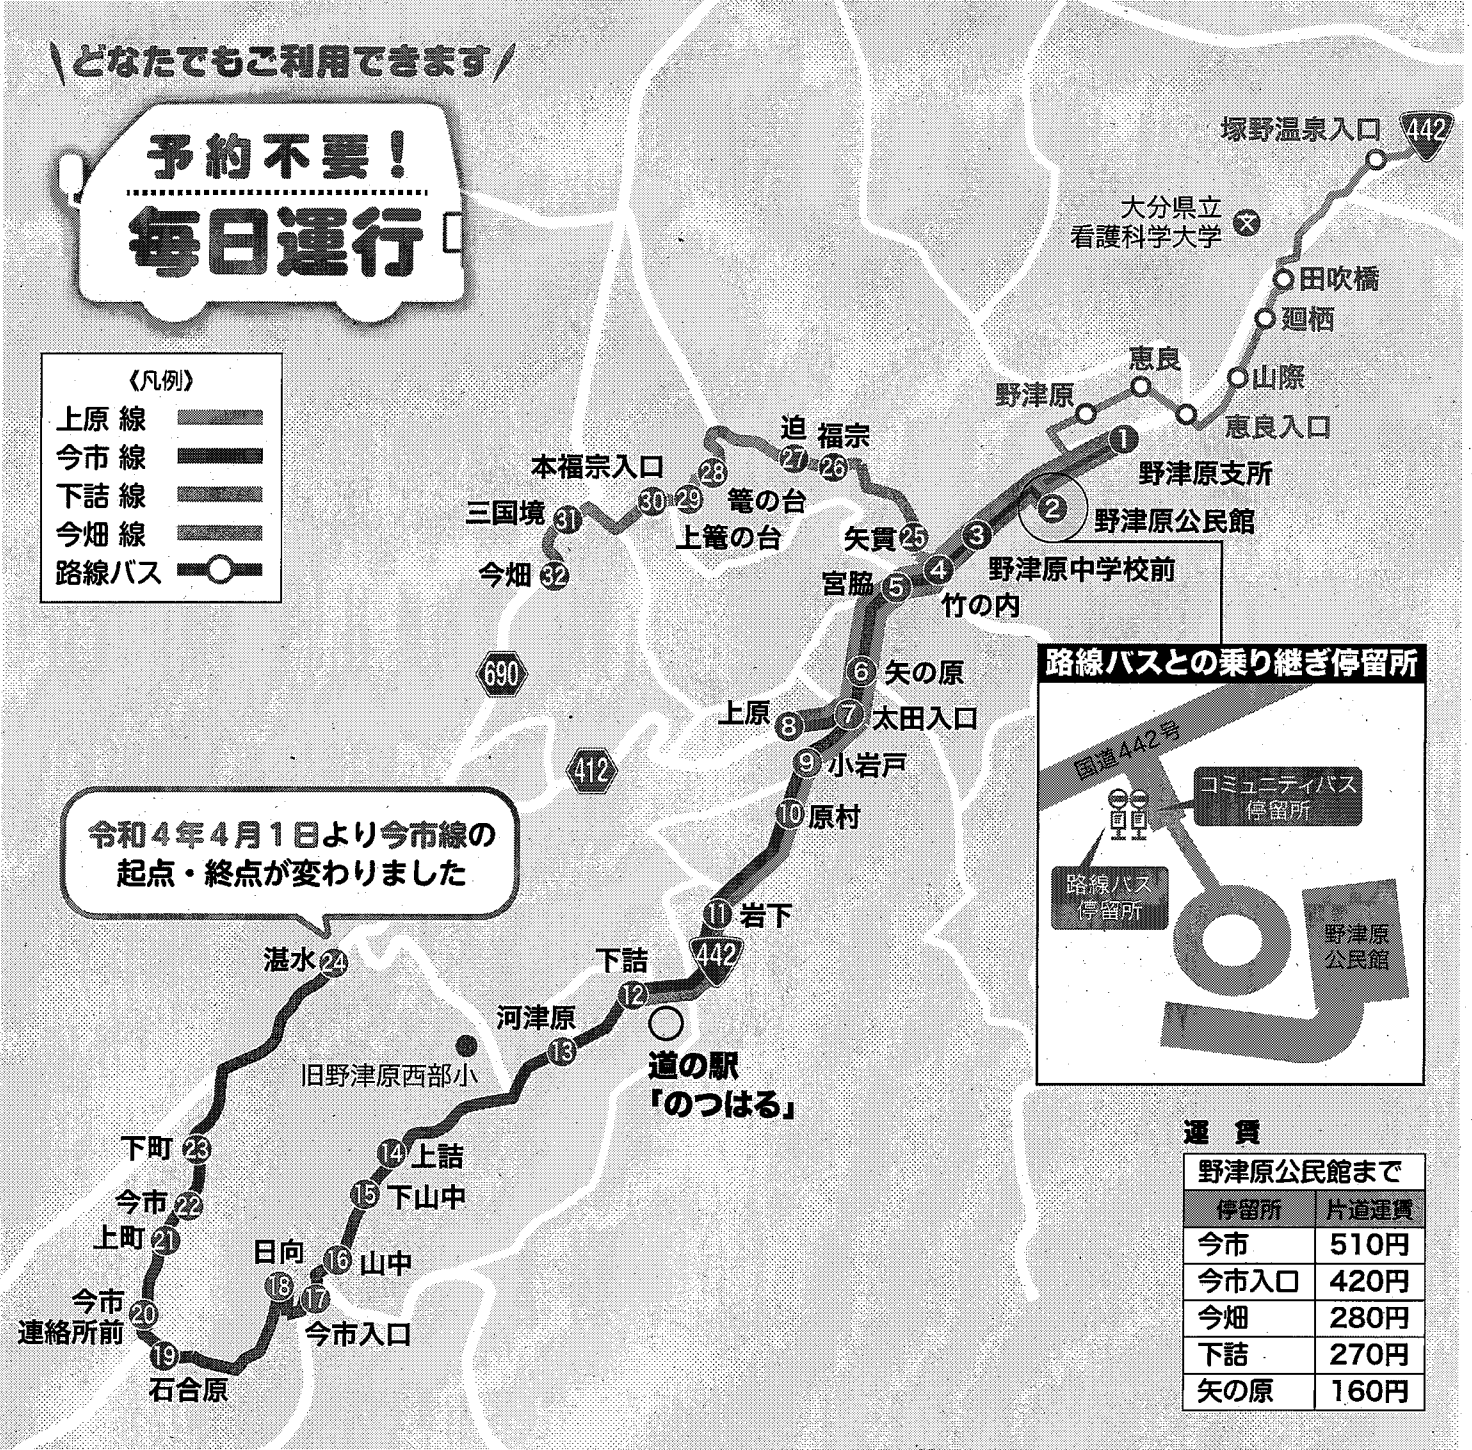 どなたでもご利用できます
予約不要！
毎日運行
《凡例》
上原 線
今市 線
下詰 線
今畑 線
路線バス
塚野温泉入口
442
大分県立
看護科学大学
文
田吹橋
廻栖
山際
恵良
野津原
恵良入口
1
野津原支所
2
野津原公民館
3
野津原中学校前
4
竹の内
宮脇
5
矢貫
25
福宗
26
迫
27
28
篭の台
29
上篭の台
本福宗入口
30
三国境
31
今畑
32
690
412
6
矢の原
7
太田入口
上原
8
9
小岩戸
10
原村
11
岩下
442
下詰
12
道の駅
「のつはる」
河津原
13
旧野津原西部小
14
上詰
15
下山中
16
山中
17
今市入口
日向
18
19
石合原
今市
連絡所前
20
上町
21
今市
22
下町
23
湛水
24
令和４年４月１日より今市線の
起点・終点が変わりました
路線バスとの乗り継ぎ停留所
国道442号
コミュニティバス
停留所
路線バス
停留所
野津原
公民館
運 賃
野津原公民館まで
停留所 片道運賃
今市 510円
今市入口 420円
今畑 280円
下詰 270円
矢の原 160円